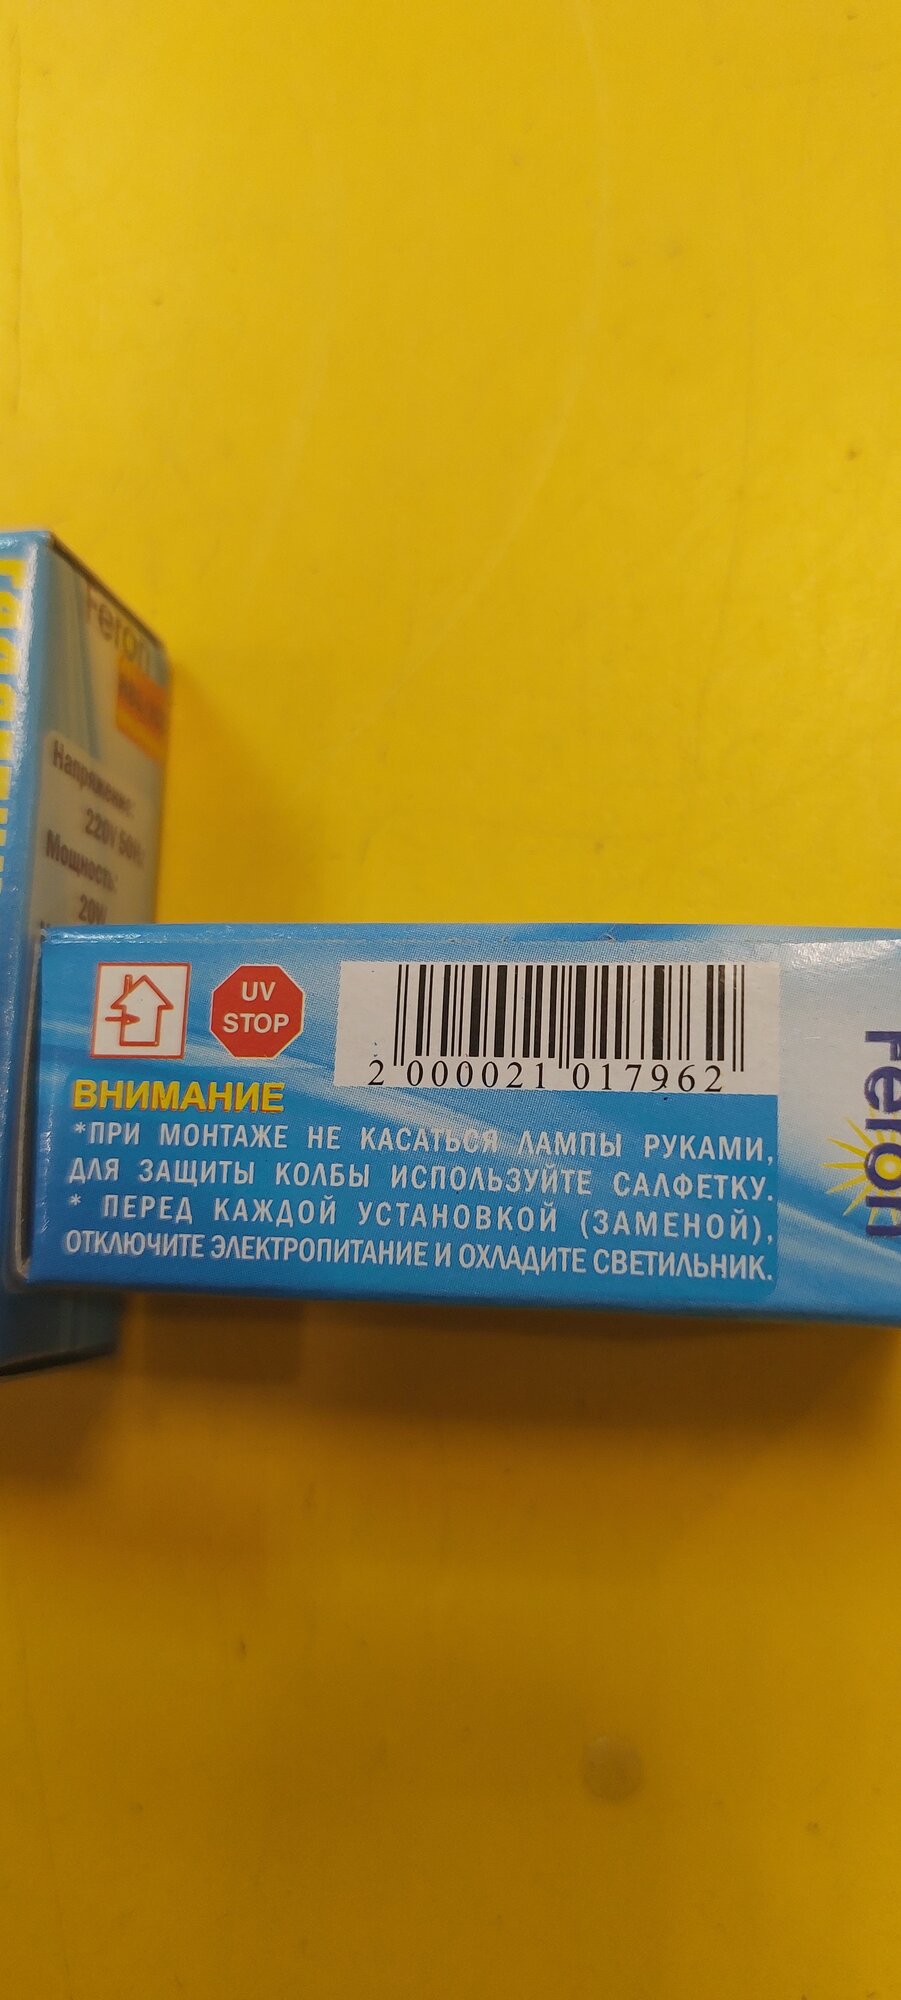 Feron
Напряжение:
220V 50Hz
Мощность:
20W
UV
STOP
2 000021 017962
ВНИМАНИЕ
*ПРИ МОНТАЖЕ НЕ КАСАТЬСЯ ЛАМПЫ РУКАМИ,
ДЛЯ ЗАЩИТЫ КОЛБЫ ИСПОЛЬЗУЙТЕ САЛФЕТКУ.
* ПЕРЕД КАЖДОЙ УСТАНОВКОЙ (ЗАМЕНОЙ),
ОТКЛЮЧИТЕ ЭЛЕКТРОПИТАНИЕ И ОХЛАДИТЕ СВЕТИЛЬНИК.
Feron